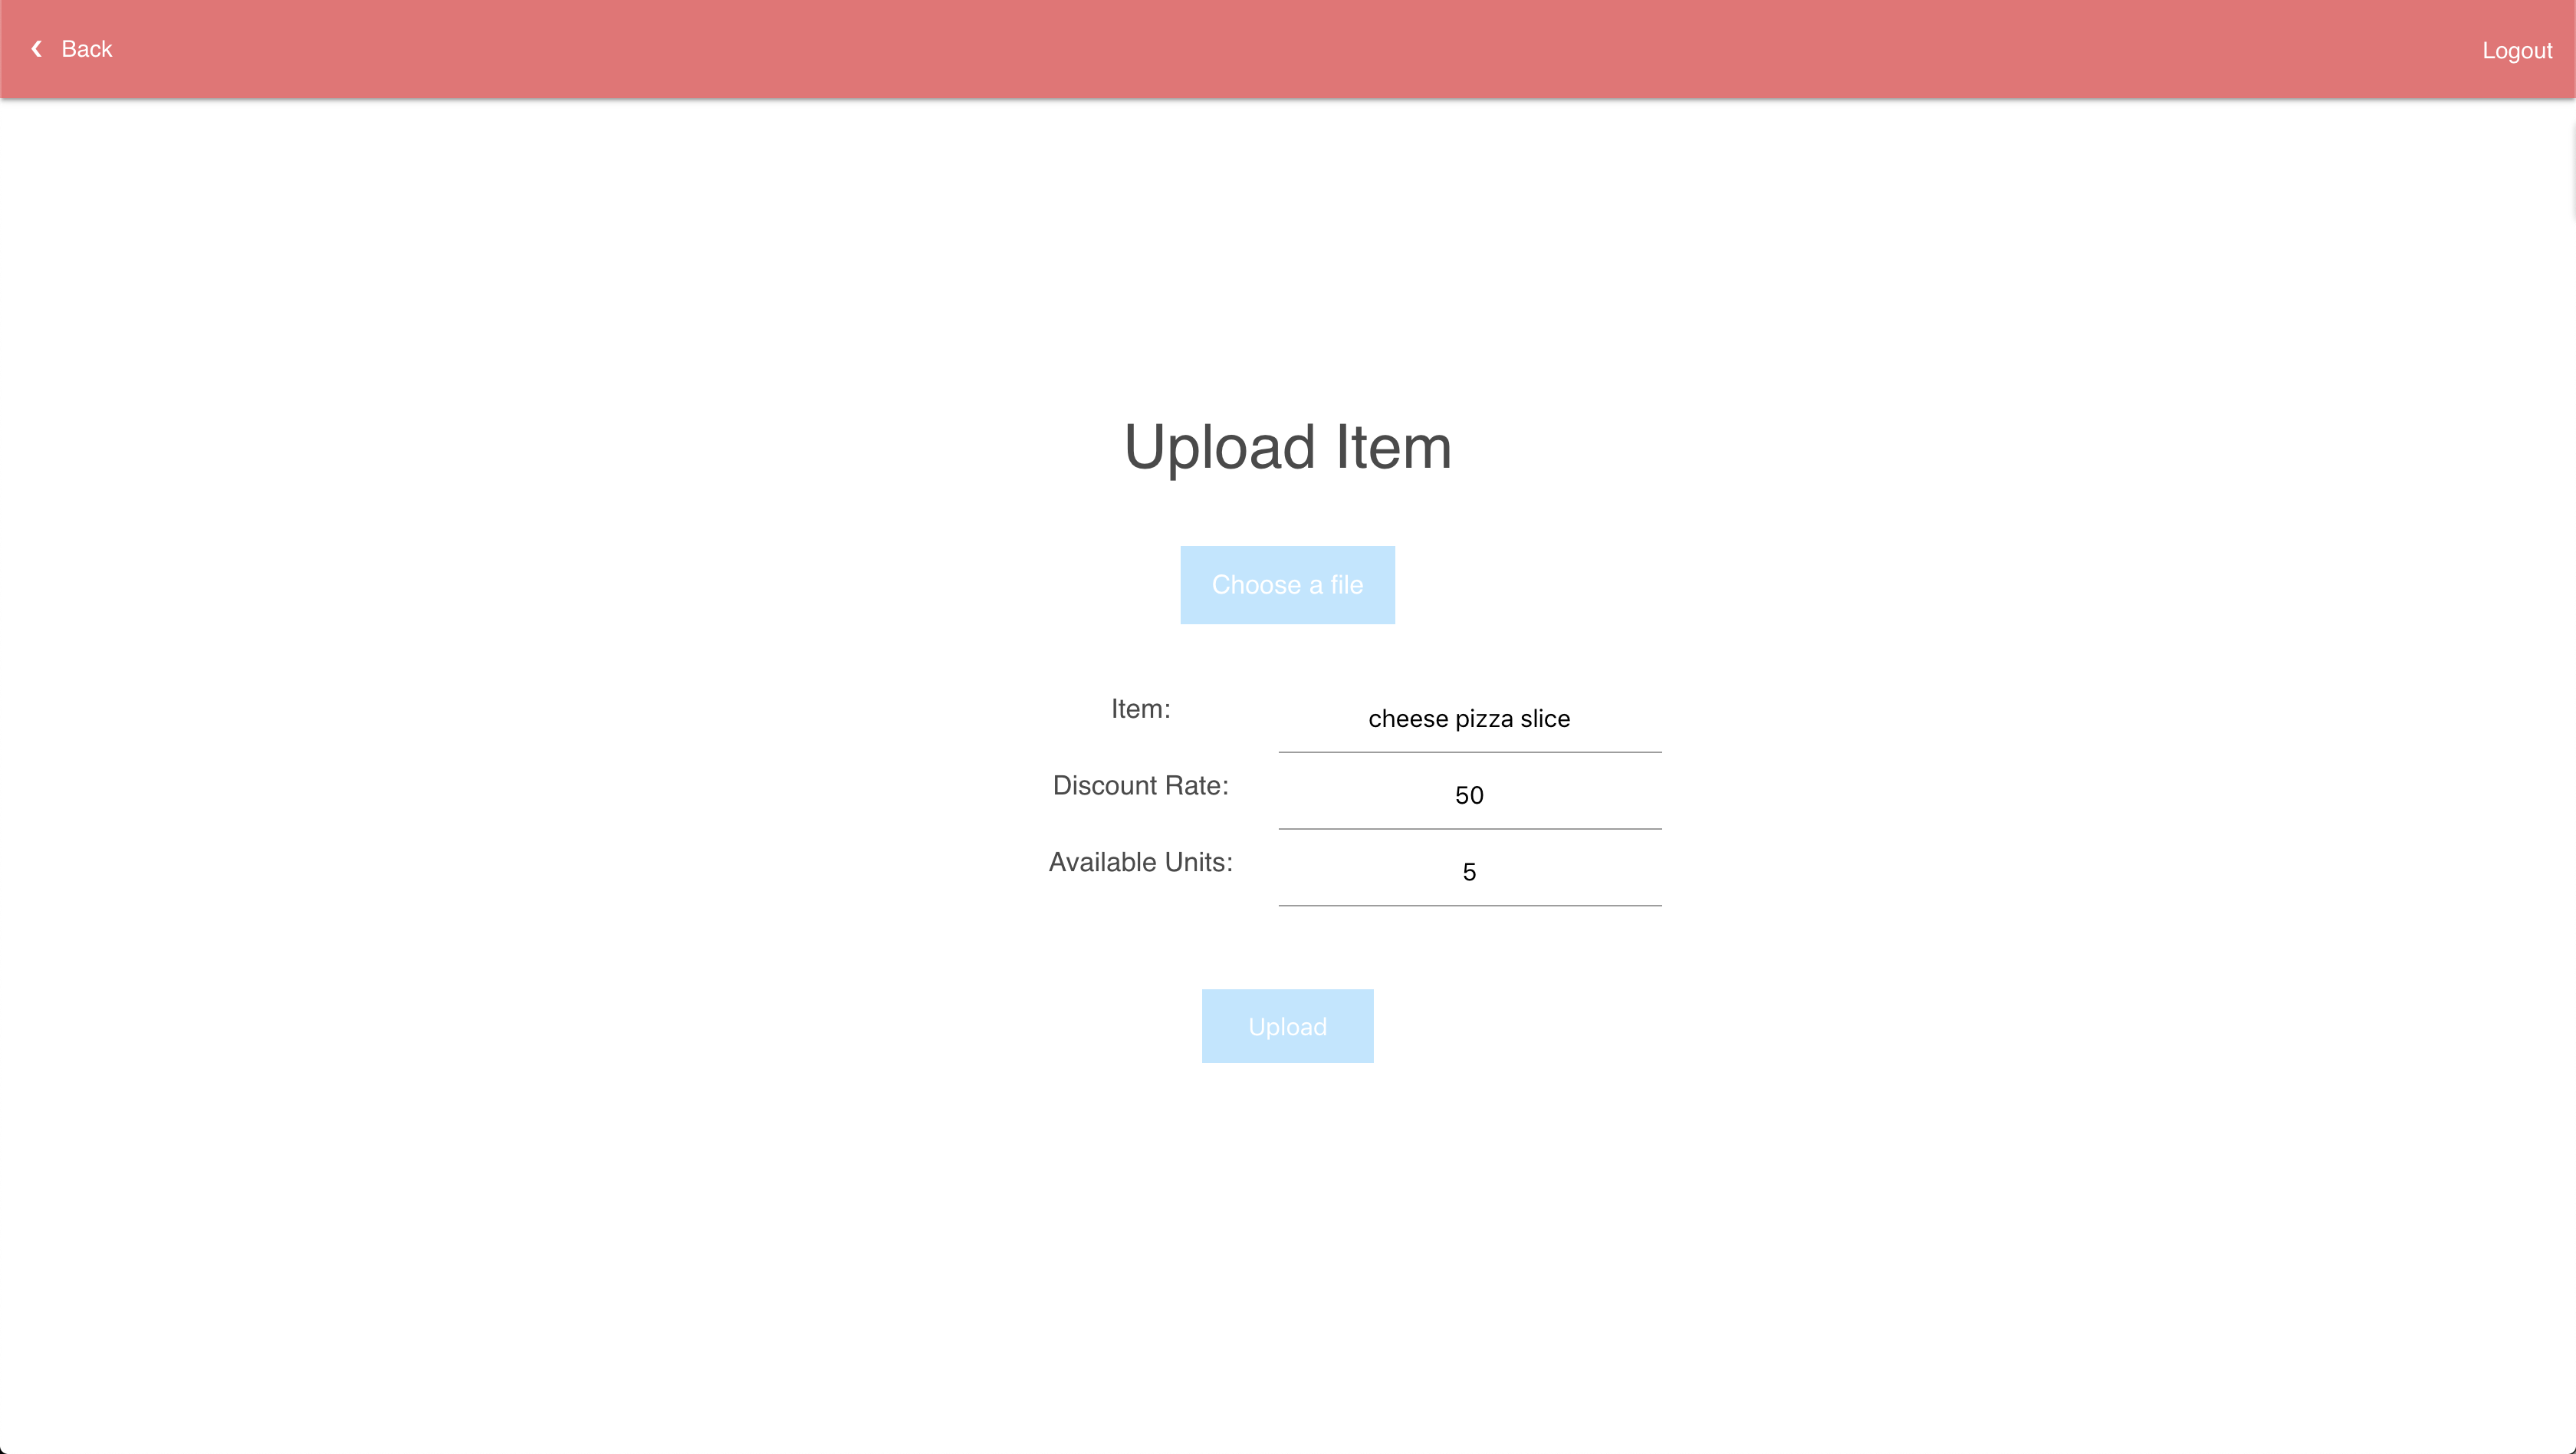 Back
Logout
Upload Item
Choose a file
Item: cheese pizza slice
Discount Rate: 50
Available Units: 5
Upload